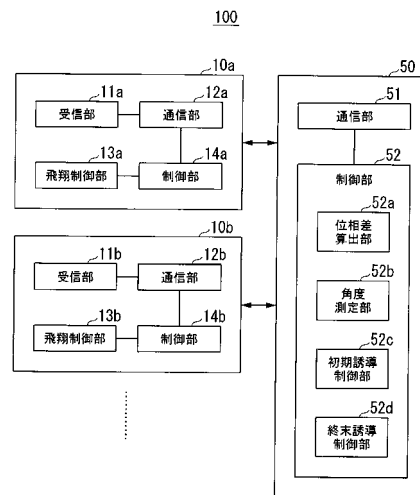 100
10a
11a
12a
受信部
通信部
13a
14a
飛翔制御部
制御部
10b
11b
12b
受信部
通信部
13b
14b
飛翔制御部
制御部
50
51
通信部
52
制御部
52a
位相差
算出部
52b
角度
測定部
52c
初期誘導
制御部
52d
終末誘導
制御部